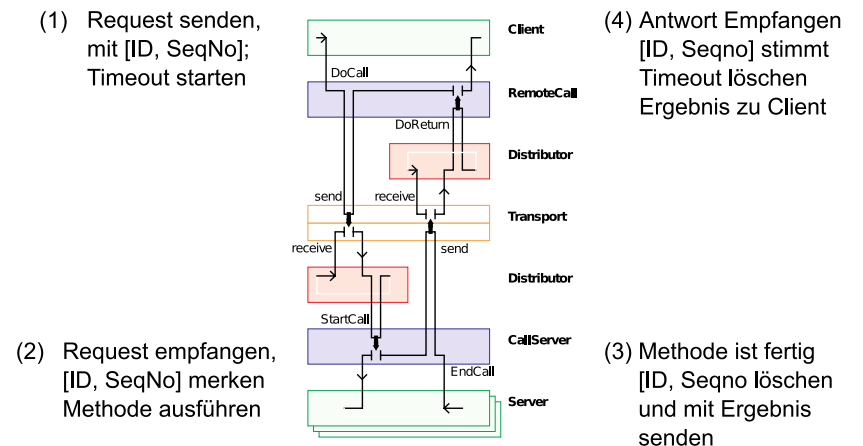 (1) Request senden,
mit [ID, SeqNo];
Timeout starten
(4) Antwort Empfangen
[ID, Seqno] stimmt
Timeout löschen
Ergebnis zu Client
Client
DoCall
RemoteCall
DoReturn
Distributor
send
receive
Transport
receive
send
Distributor
StartCall
CallServer
EndCall
Server
(2) Request empfangen,
[ID, SeqNo] merken
Methode ausführen
(3) Methode ist fertig
[ID, Seqno löschen
und mit Ergebnis
senden